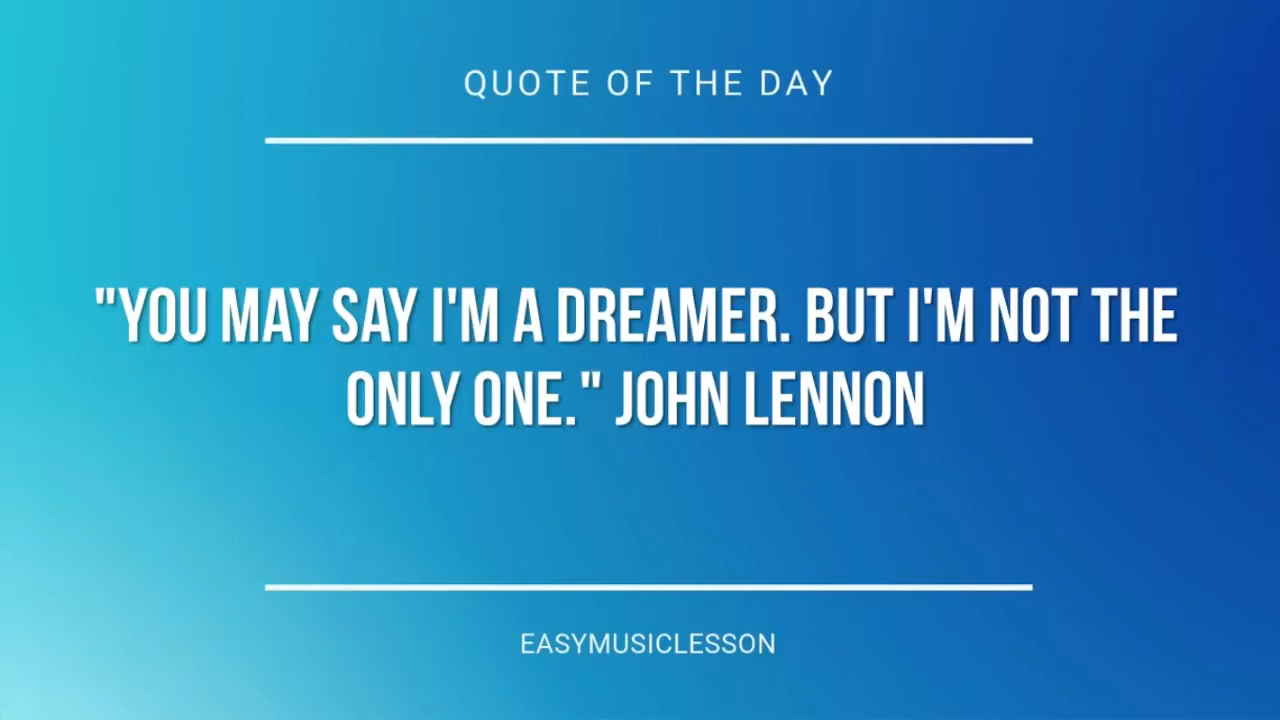 QUOTE OF THE DAY
"YOU MAY SAY I'M A DREAMER. BUT I'M NOT THE
ONLY ONE." JOHN LENNON
EASYMUSICLESSON